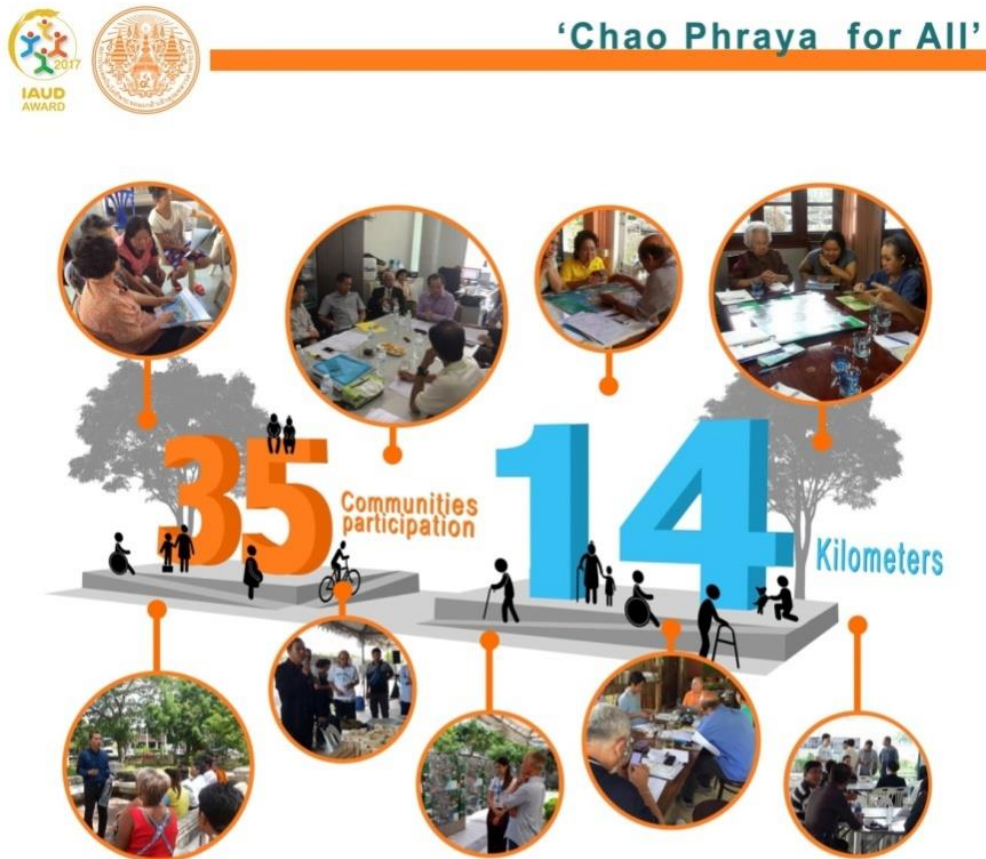 2017
IAUD
AWARD
‘Chao Phraya for All’
35
Communities
participation
14
Kilometers